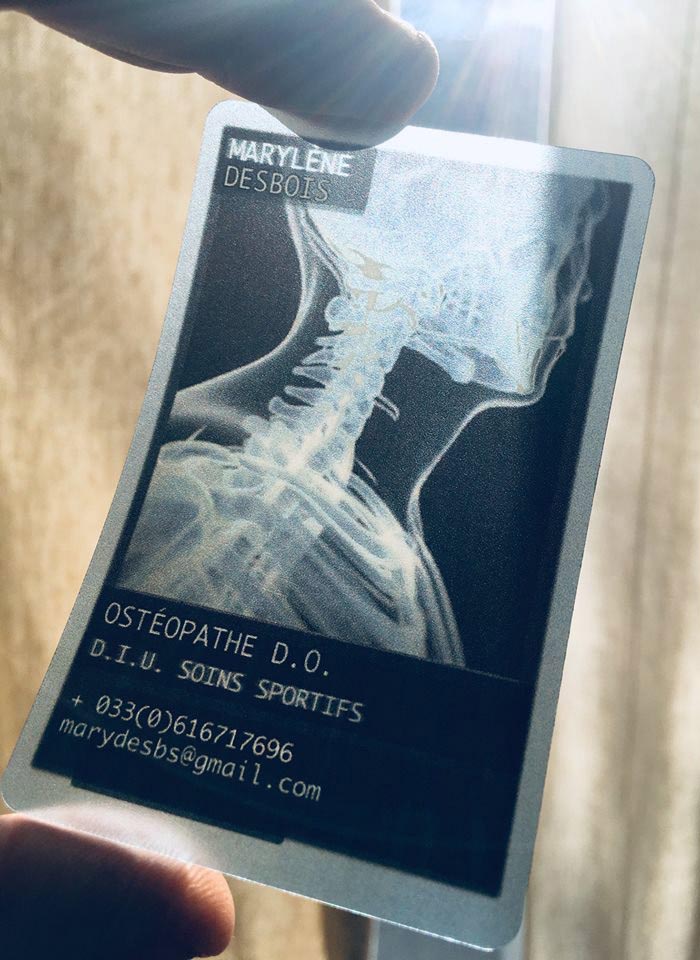 MARYLÈNE
DESBOIS
OSTÉOPATHE D.O.
D.I.U. SOINS SPORTIFS
+ 033(0)616717696
marydesbs@gmail.com